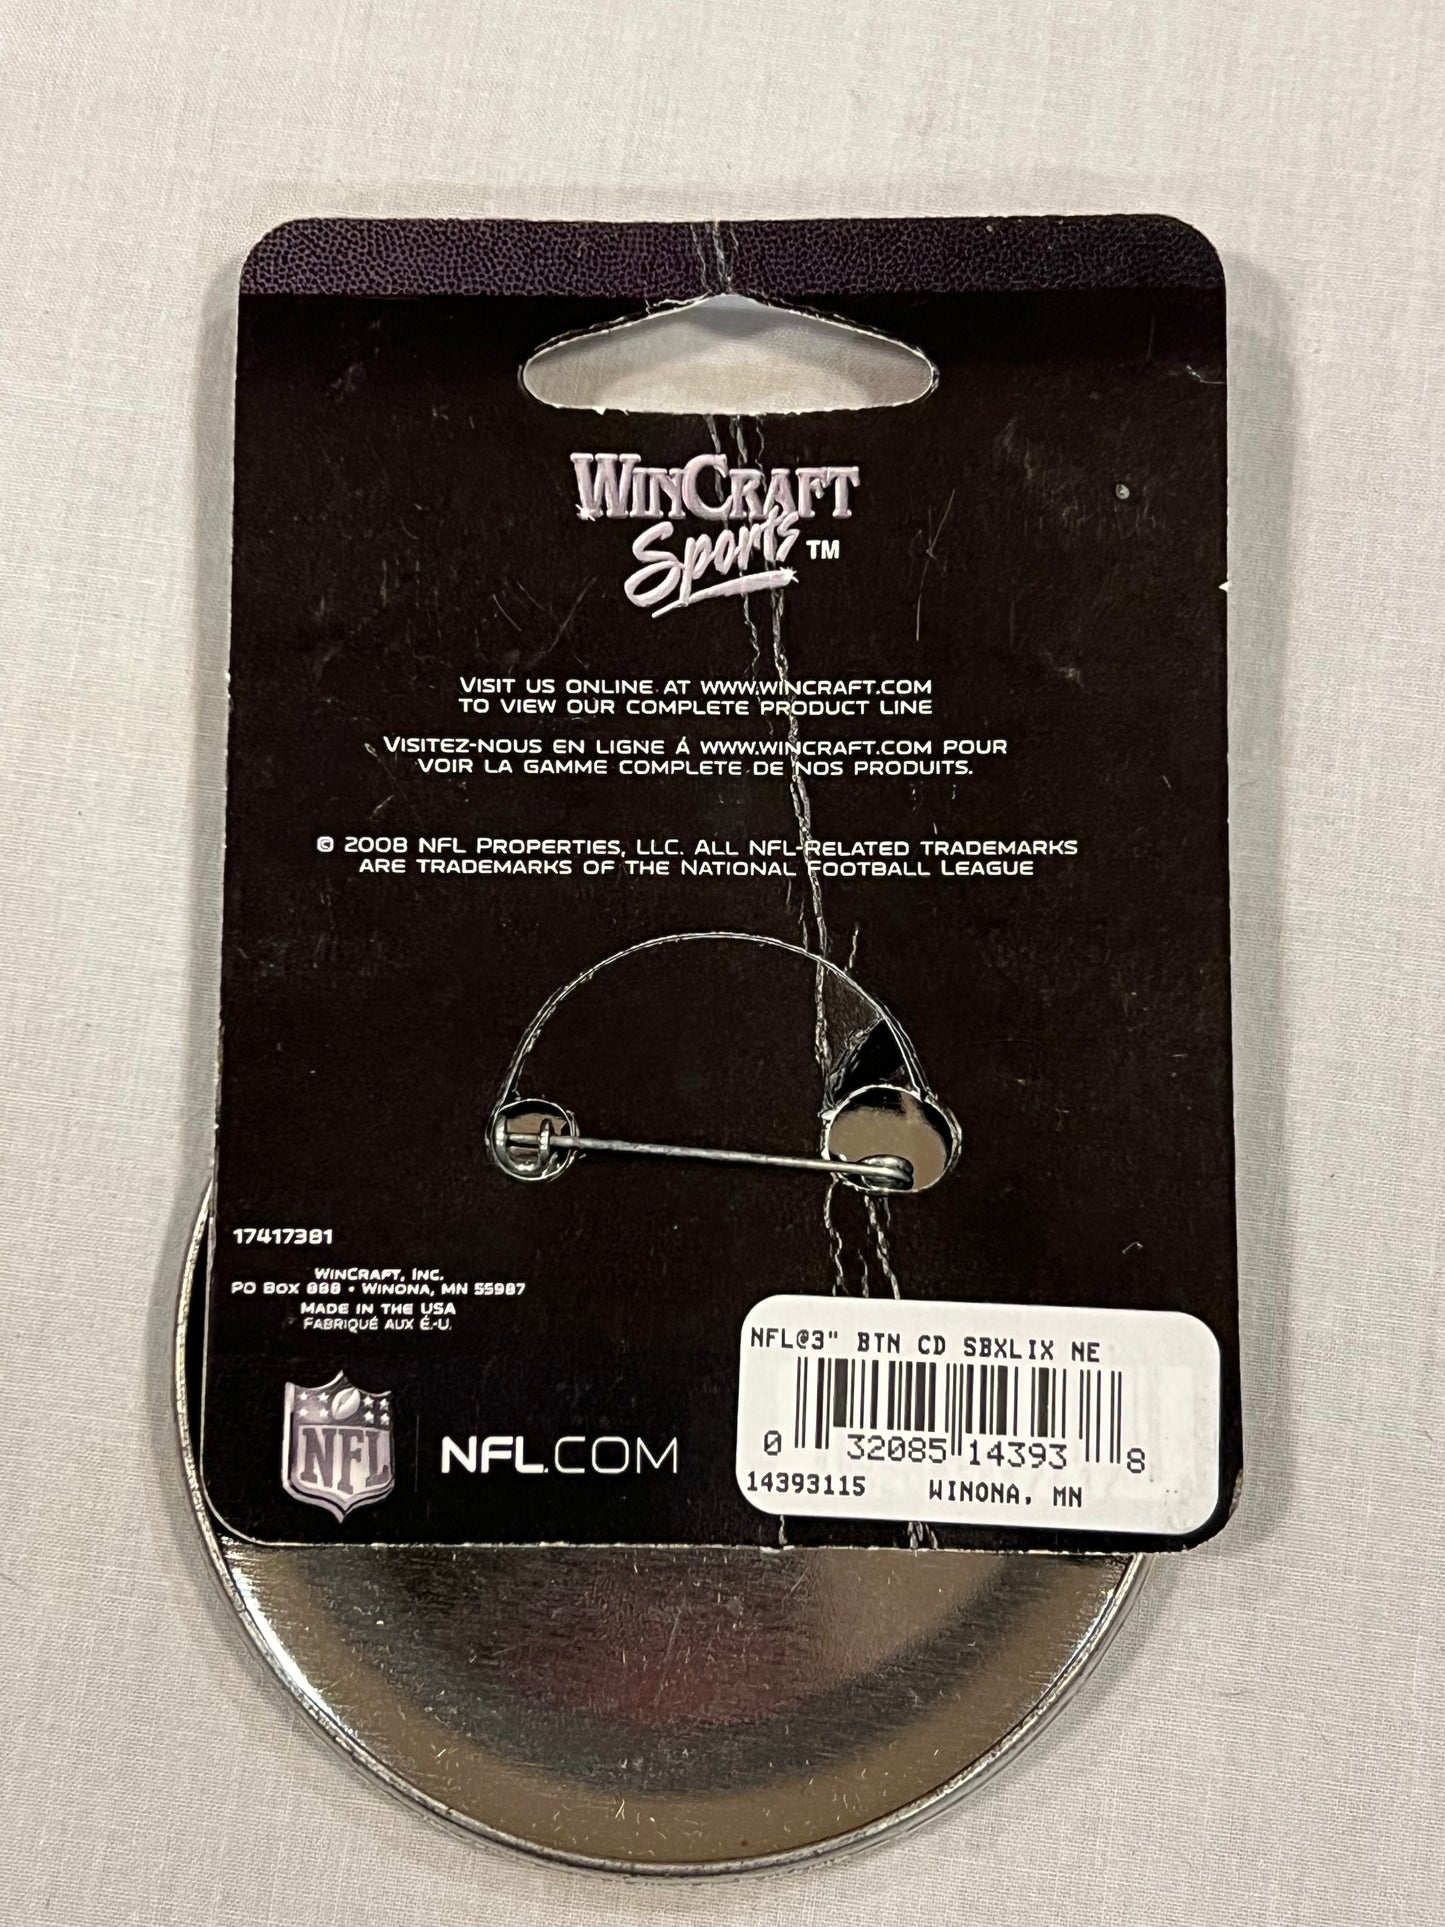 WINCRAFT
Sports TM
VISIT US ONLINE AT WWW.WINCRAFT.COM
TO VIEW OUR COMPLETE PRODUCT LINE
VISITEZ-NOUS EN LIGNE Á WWW.WINCRAFT.COM POUR
VOIR LA GAMME COMPLETE DE NOS PRODUITS.
© 2008 NFL PROPERTIES, LLC. ALL NFL-RELATED TRADEMARKS
ARE TRADEMARKS OF THE NATIONAL FOOTBALL LEAGUE
17417381
WINCRAFT, INC.
PO BOX 888 • WINONA, MN 55987
MADE IN THE USA
FABRIQUÉ AUX É.-U.
NFL
NFL.COM
NFL@3" BTN CD SBXLIX NE
0 32085 14393 8
14393115 WINONA, MN